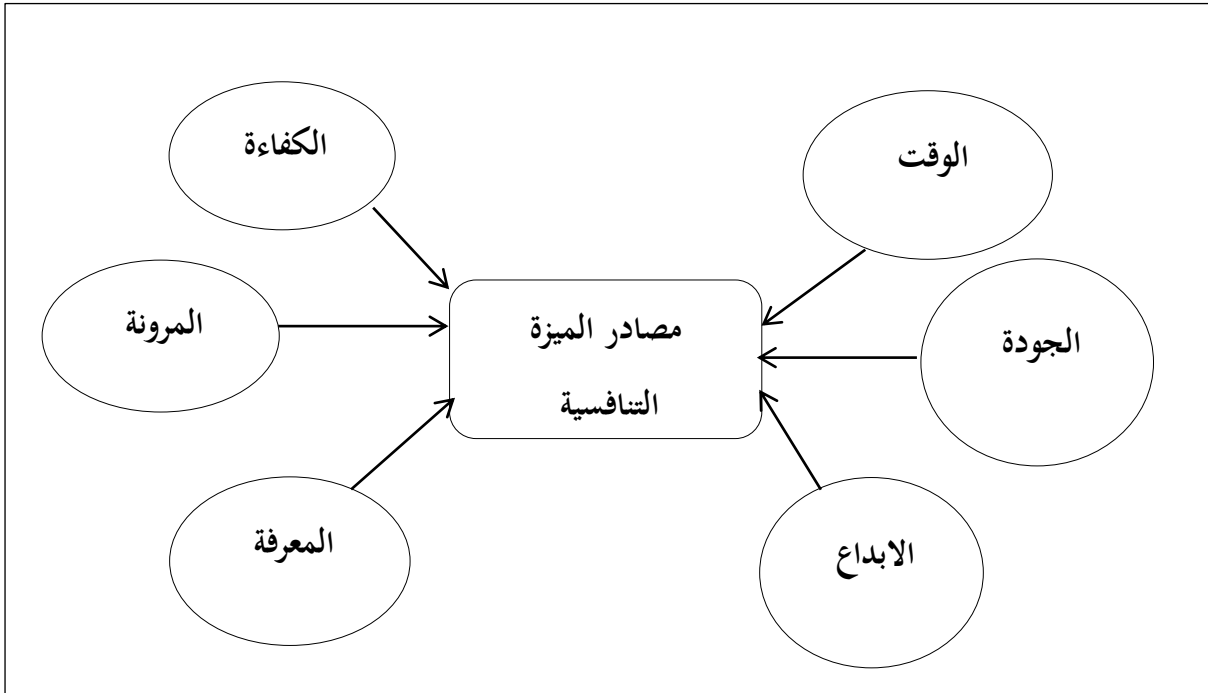 الوقت
الكفاءة
الجودة
المرونة
مصادر الميزة
التنافسية
الابداع
المعرفة